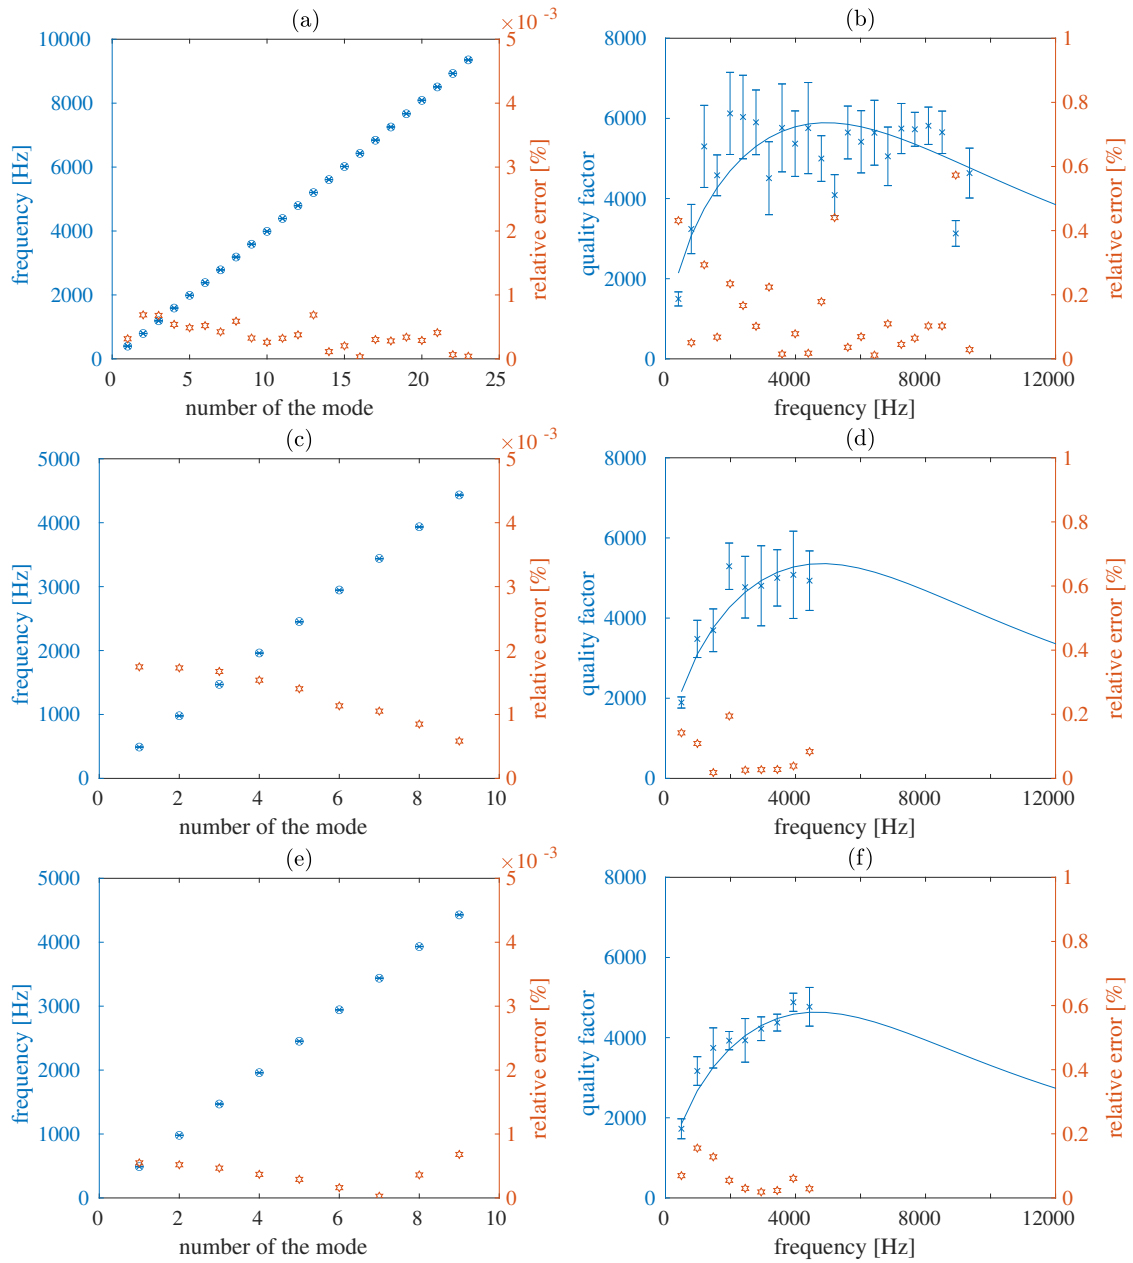 (a)
×10 -3
10000
8000
6000
4000
2000
0
5
4
3
2
1
0
0 5 10 15 20 25
frequency [Hz]
relative error [%]
number of the mode
(b)
8000
6000
4000
2000
0
1
0.8
0.6
0.4
0.2
0
0 4000 8000 12000
quality factor
relative error [%]
frequency [Hz]
(c)
×10 -3
5000
4000
3000
2000
1000
0
5
4
3
2
1
0
0 2 4 6 8 10
frequency [Hz]
relative error [%]
number of the mode
(d)
8000
6000
4000
2000
0
1
0.8
0.6
0.4
0.2
0
0 4000 8000 12000
quality factor
relative error [%]
frequency [Hz]
(e)
×10 -3
5000
4000
3000
2000
1000
0
5
4
3
2
1
0
0 2 4 6 8 10
frequency [Hz]
relative error [%]
number of the mode
(f)
8000
6000
4000
2000
0
1
0.8
0.6
0.4
0.2
0
0 4000 8000 12000
quality factor
relative error [%]
frequency [Hz]